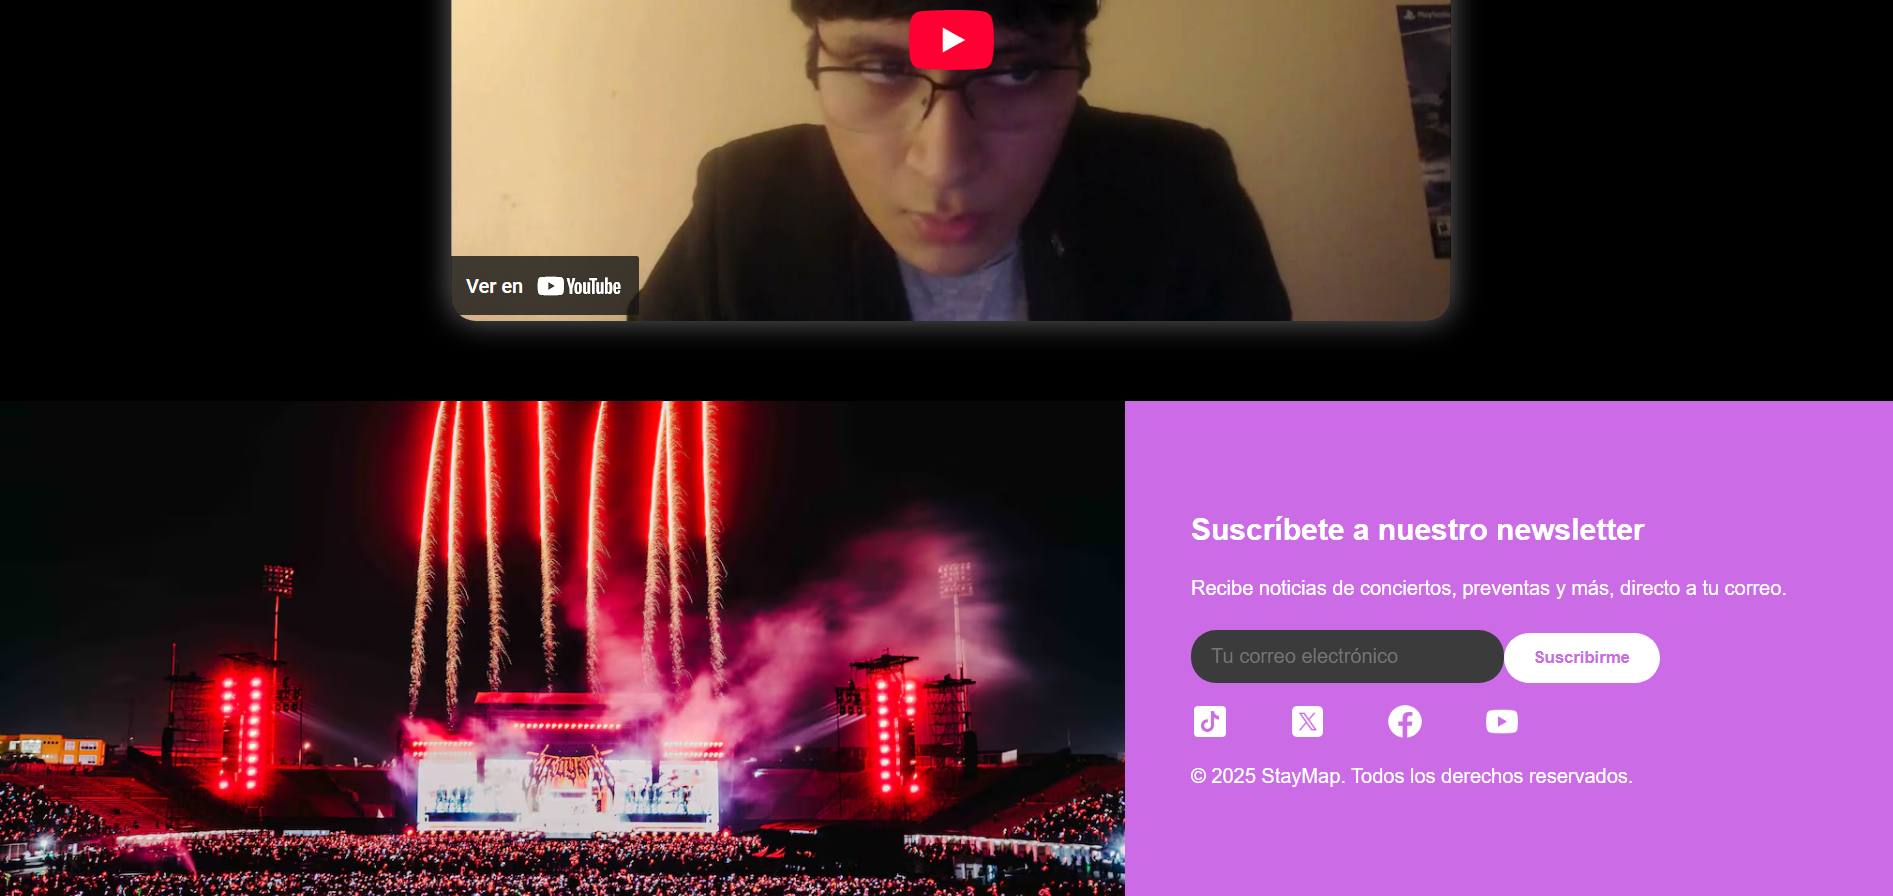 PlayStation
Ver en YouTube
Suscríbete a nuestro newsletter
Recibe noticias de conciertos, preventas y más, directo a tu correo.
Tu correo electrónico
Suscribirme
© 2025 StayMap. Todos los derechos reservados.